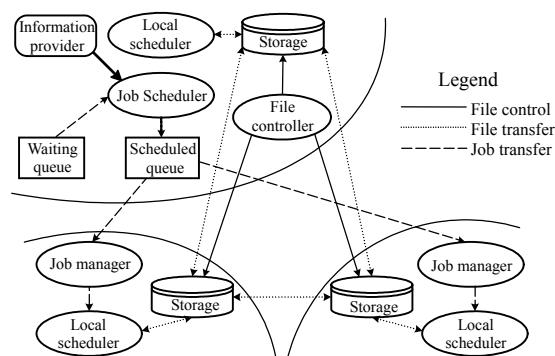 Information
provider
Local
scheduler
Storage
Job Scheduler
File
controller
Waiting
queue
Scheduled
queue
Legend
File control
File transfer
Job transfer
Job manager
Storage
Local
scheduler
Storage
Job manager
Local
scheduler